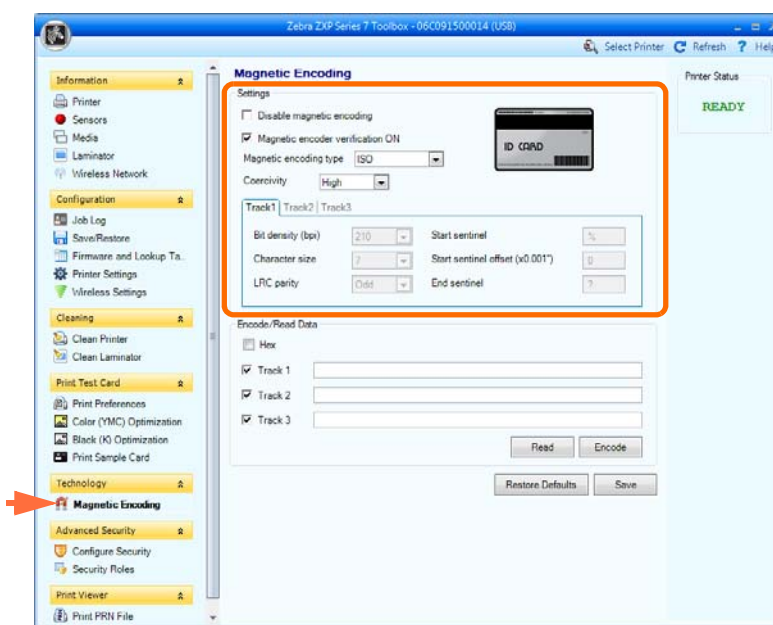 Zebra ZXP Series 7 Toolbox - 06C091500014 (USB)
Select Printer Refresh ? Help
Information
Printer
Sensors
Media
Laminator
Wireless Network
Configuration
Job Log
Save/Restore
Firmware and Lookup Ta..
Printer Settings
Wireless Settings
Cleaning
Clean Printer
Clean Laminator
Print Test Card
Print Preferences
Color (YMC) Optimization
Black (K) Optimization
Print Sample Card
Technology
Magnetic Encoding
Advanced Security
Configure Security
Security Roles
Print Viewer
Print PRN File
Magnetic Encoding
Settings
Disable magnetic encoding
Magnetic encoder verification ON
Magnetic encoding type ISO
Coercivity High
ID CARD
Track1 Track2 Track3
Bit density (bpi) 210 Start sentinel %
Character size 7 Start sentinel offset (x0.001") 0
LRC parity Odd End sentinel ?
Encode/Read Data
Hex
Track 1
Track 2
Track 3
Read Encode
Restore Defaults Save
Printer Status
READY